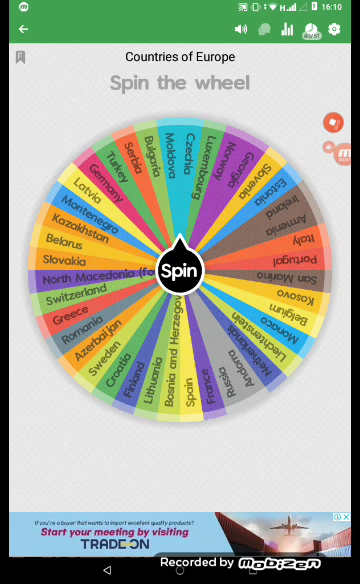 16:10
Countries of Europe
Spin the wheel
Moldova
Czechia
Luxembourg
Norway
Georgia
Slovenia
Estonia
Ireland
Armenia
Italy
Portugal
San Marino
Kosovo
Belgium
Monaco
Liechtenstein
Netherlands
Andorra
Russia
France
Spain
Bosnia and Herzegov
Lithuania
Finland
Croatia
Sweden
Azerbaijan
Romania
Greece
Switzerland
North Macedonia (fo
Slovakia
Belarus
Kazakhstan
Montenegro
Latvia
Germany
Turkey
Serbia
Bulgaria
Spin
If you're a buyer that wants to import excellent quality products?
Start your meeting by visiting
TRADEON
Recorded by mobizen